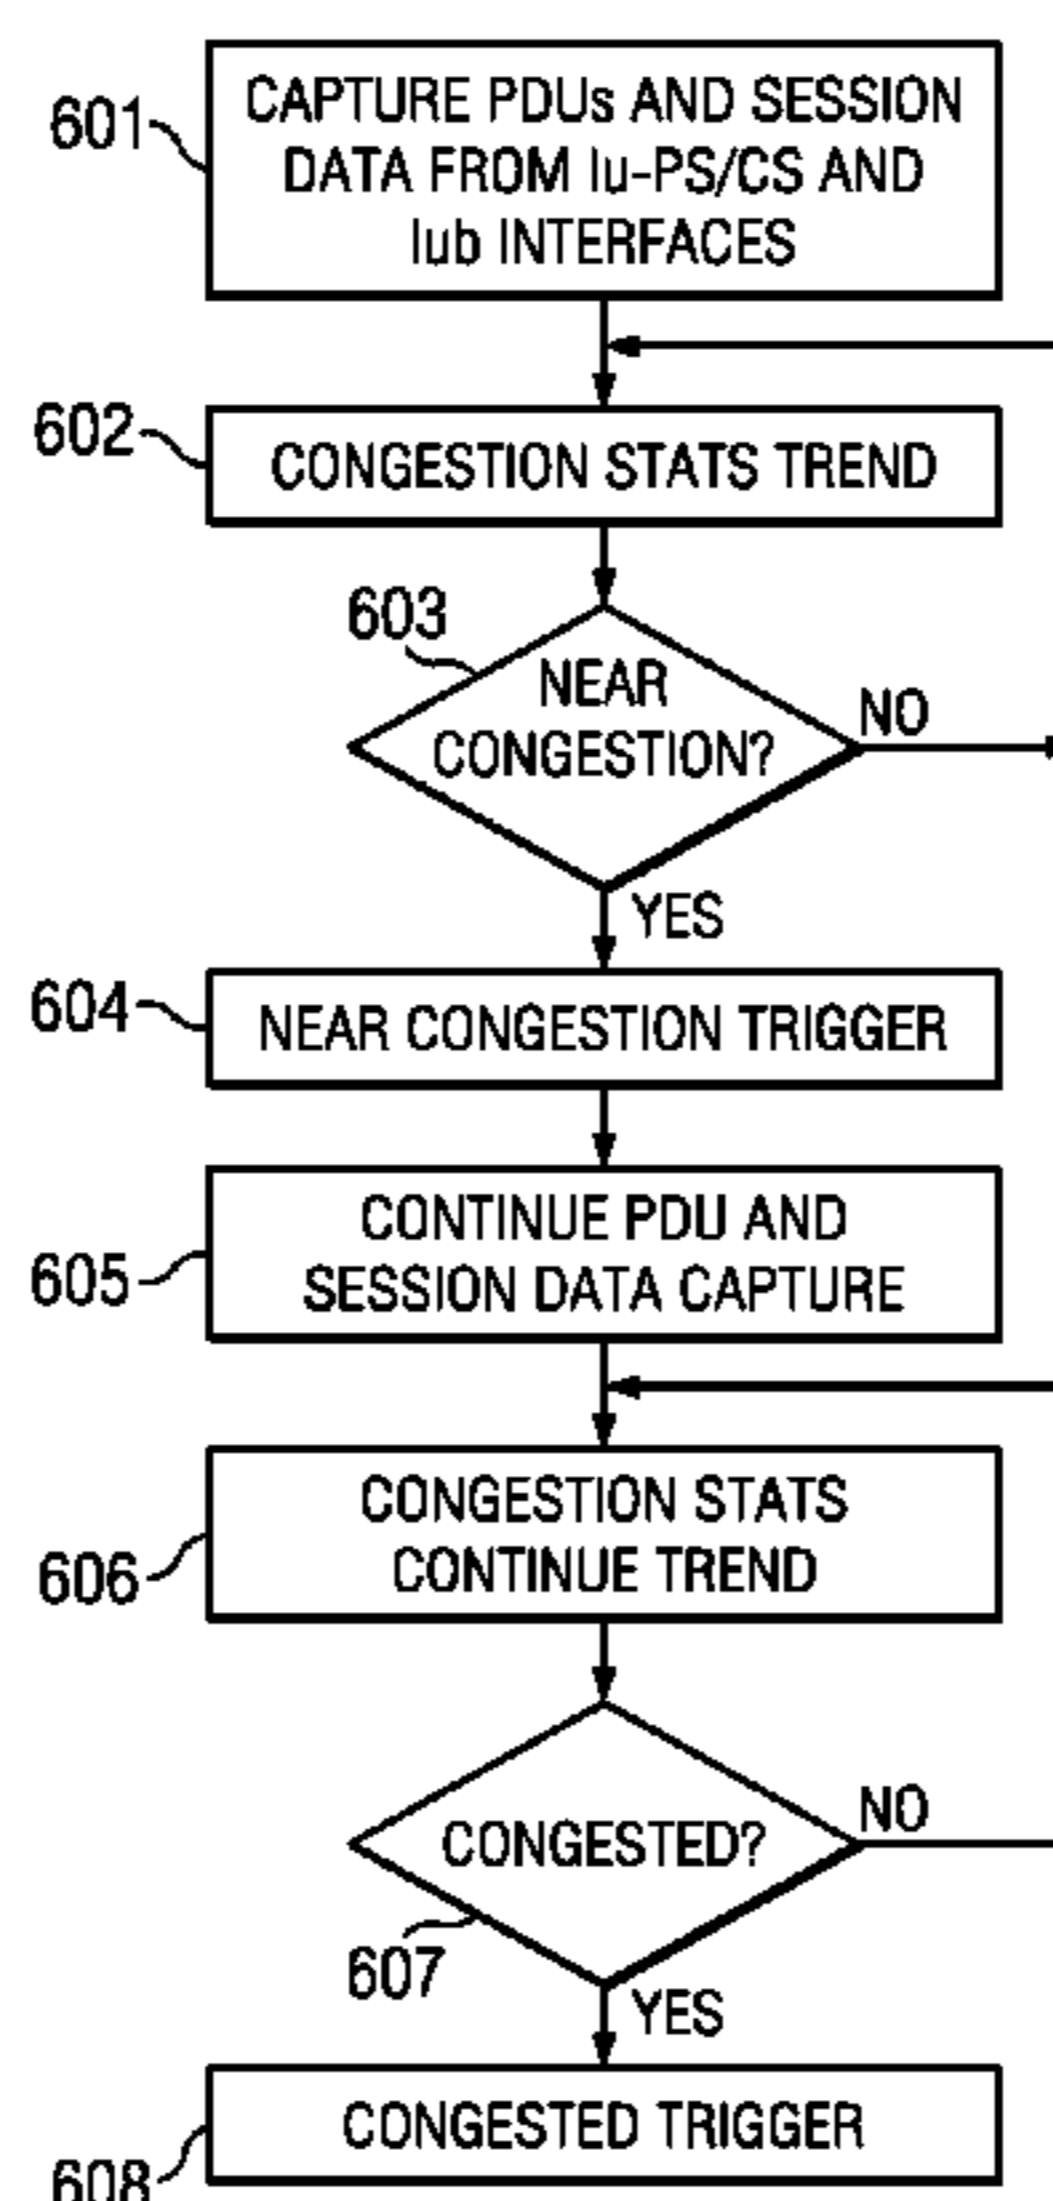 601
CAPTURE PDUs AND SESSION
DATA FROM Iu-PS/CS AND
Iub INTERFACES
602
CONGESTION STATS TREND
603
NEAR
CONGESTION?
NO
YES
604
NEAR CONGESTION TRIGGER
605
CONTINUE PDU AND
SESSION DATA CAPTURE
606
CONGESTION STATS
CONTINUE TREND
CONGESTED?
NO
607
YES
CONGESTED TRIGGER
608